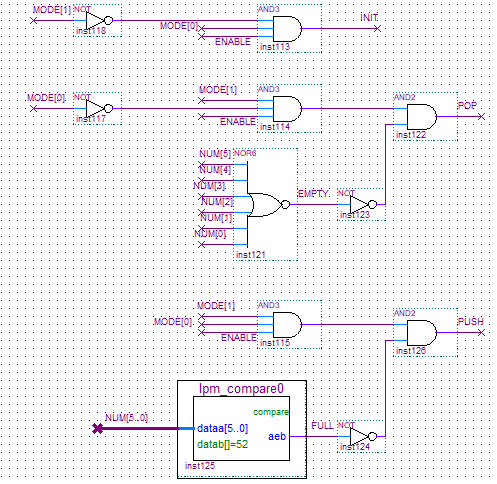 MODE[1]
NOT
inst118
AND3
MODE[0]
ENABLE
inst113
INIT
MODE[0]
NOT
inst117
AND3
MODE[1]
ENABLE
inst114
AND2
inst122
POP
NOR6
NUM[5]
NUM[4]
NUM[3]
NUM[2]
NUM[1]
NUM[0]
inst121
EMPTY
NOT
inst123
AND3
MODE[1]
MODE[0]
ENABLE
inst115
AND2
inst126
PUSH
lpm_compare0
compare
NUM[5..0]
dataa[5..0]
datab[]=52
aeb
inst125
FULL
NOT
inst124